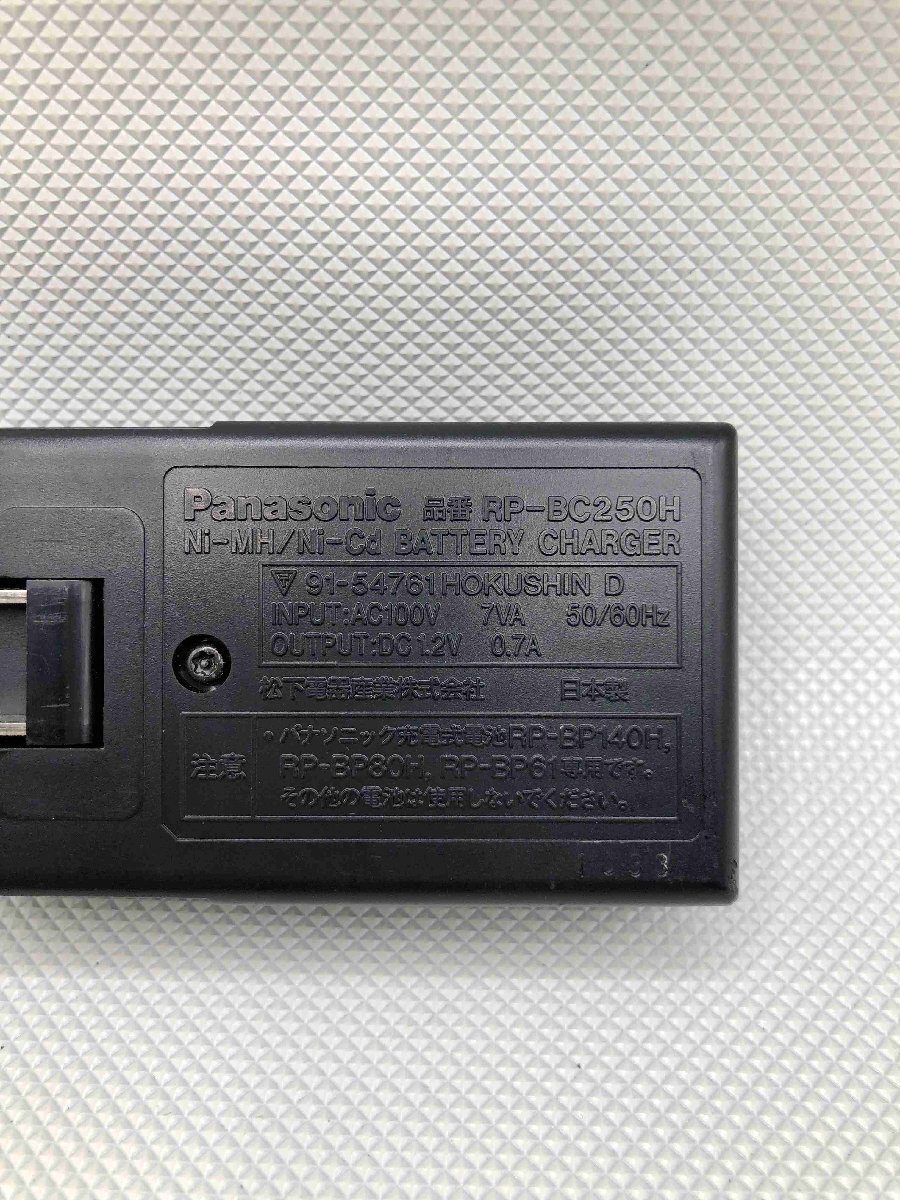 Panasonic 品番 RP-BC250H
Ni-MH/Ni-Cd BATTERY CHARGER
91-54761 HOKUSHIN D
INPUT:AC100V 7VA 50/60Hz
OUTPUT:DC 1.2V 0.7A
松下電器産業株式会社 日本製
注意
・パナソニック充電式電池RP-BP140H,
RP-BP80H, RP-BP61専用です。
その他の電池は使用しないでください。